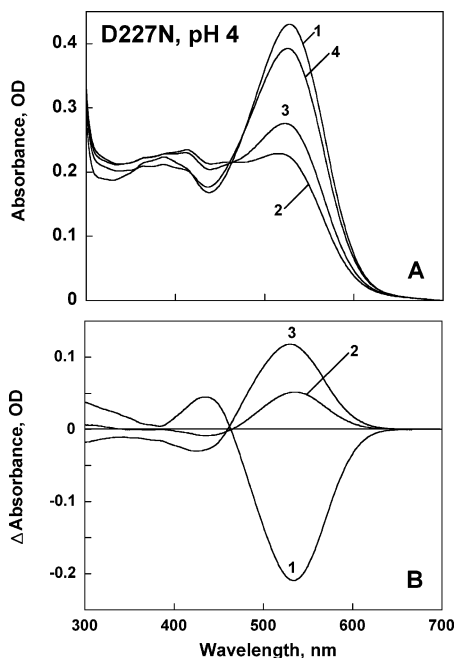 D227N, pH 4
1
4
3
2
0.4
0.3
0.2
0.1
0
Absorbance, OD
A
3
2
1
0.1
0
-0.1
-0.2
Δ Absorbance, OD
B
300 400 500 600 700
Wavelength, nm